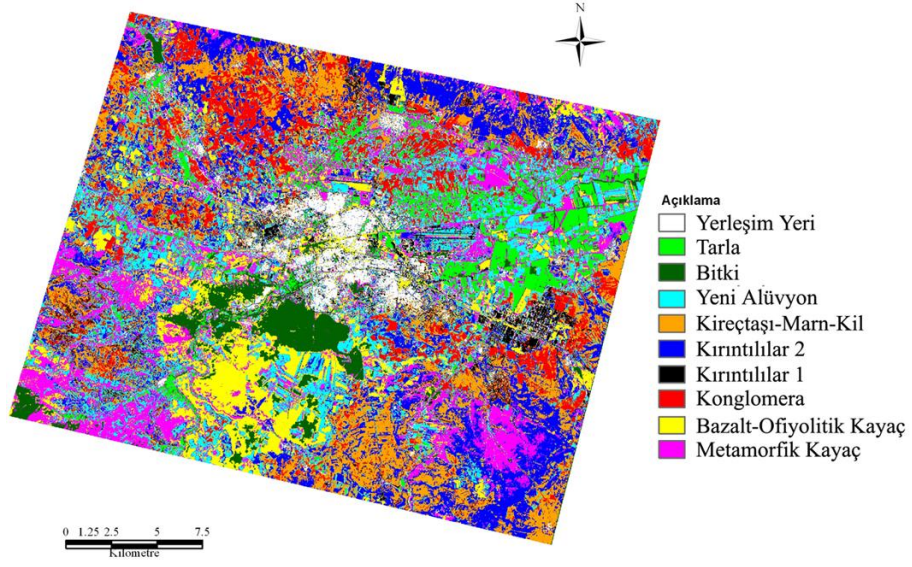 N
Açıklama
Yerleşim Yeri
Tarla
Bitki
Yeni Alüvyon
Kireçtaşı-Marn-Kil
Kırıntılılar 2
Kırıntılılar 1
Konglomera
Bazalt-Ofiyolitik Kayaç
Metamorfik Kayaç
0 1.25 2.5 5 7.5
Kilometre